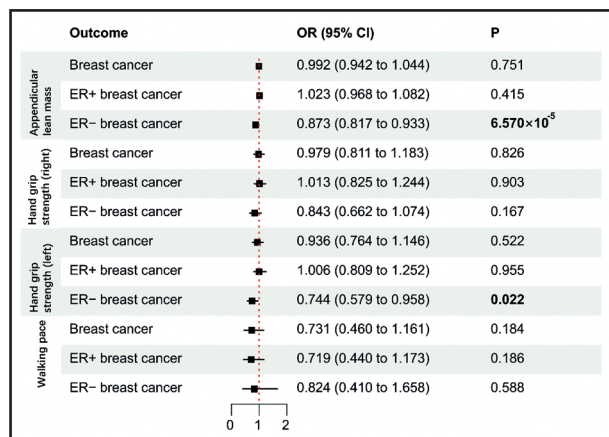 Outcome OR (95% CI) P
Appendicular
lean mass
Breast cancer 0.992 (0.942 to 1.044) 0.751
ER+ breast cancer 1.023 (0.968 to 1.082) 0.415
ER− breast cancer 0.873 (0.817 to 0.933) 6.570×10-5
Hand grip
strength (right)
Breast cancer 0.979 (0.811 to 1.183) 0.826
ER+ breast cancer 1.013 (0.825 to 1.244) 0.903
ER− breast cancer 0.843 (0.662 to 1.074) 0.167
Hand grip
strength (left)
Breast cancer 0.936 (0.764 to 1.146) 0.522
ER+ breast cancer 1.006 (0.809 to 1.252) 0.955
ER− breast cancer 0.744 (0.579 to 0.958) 0.022
Walking pace
Breast cancer 0.731 (0.460 to 1.161) 0.184
ER+ breast cancer 0.719 (0.440 to 1.173) 0.186
ER− breast cancer 0.824 (0.410 to 1.658) 0.588
0 1 2